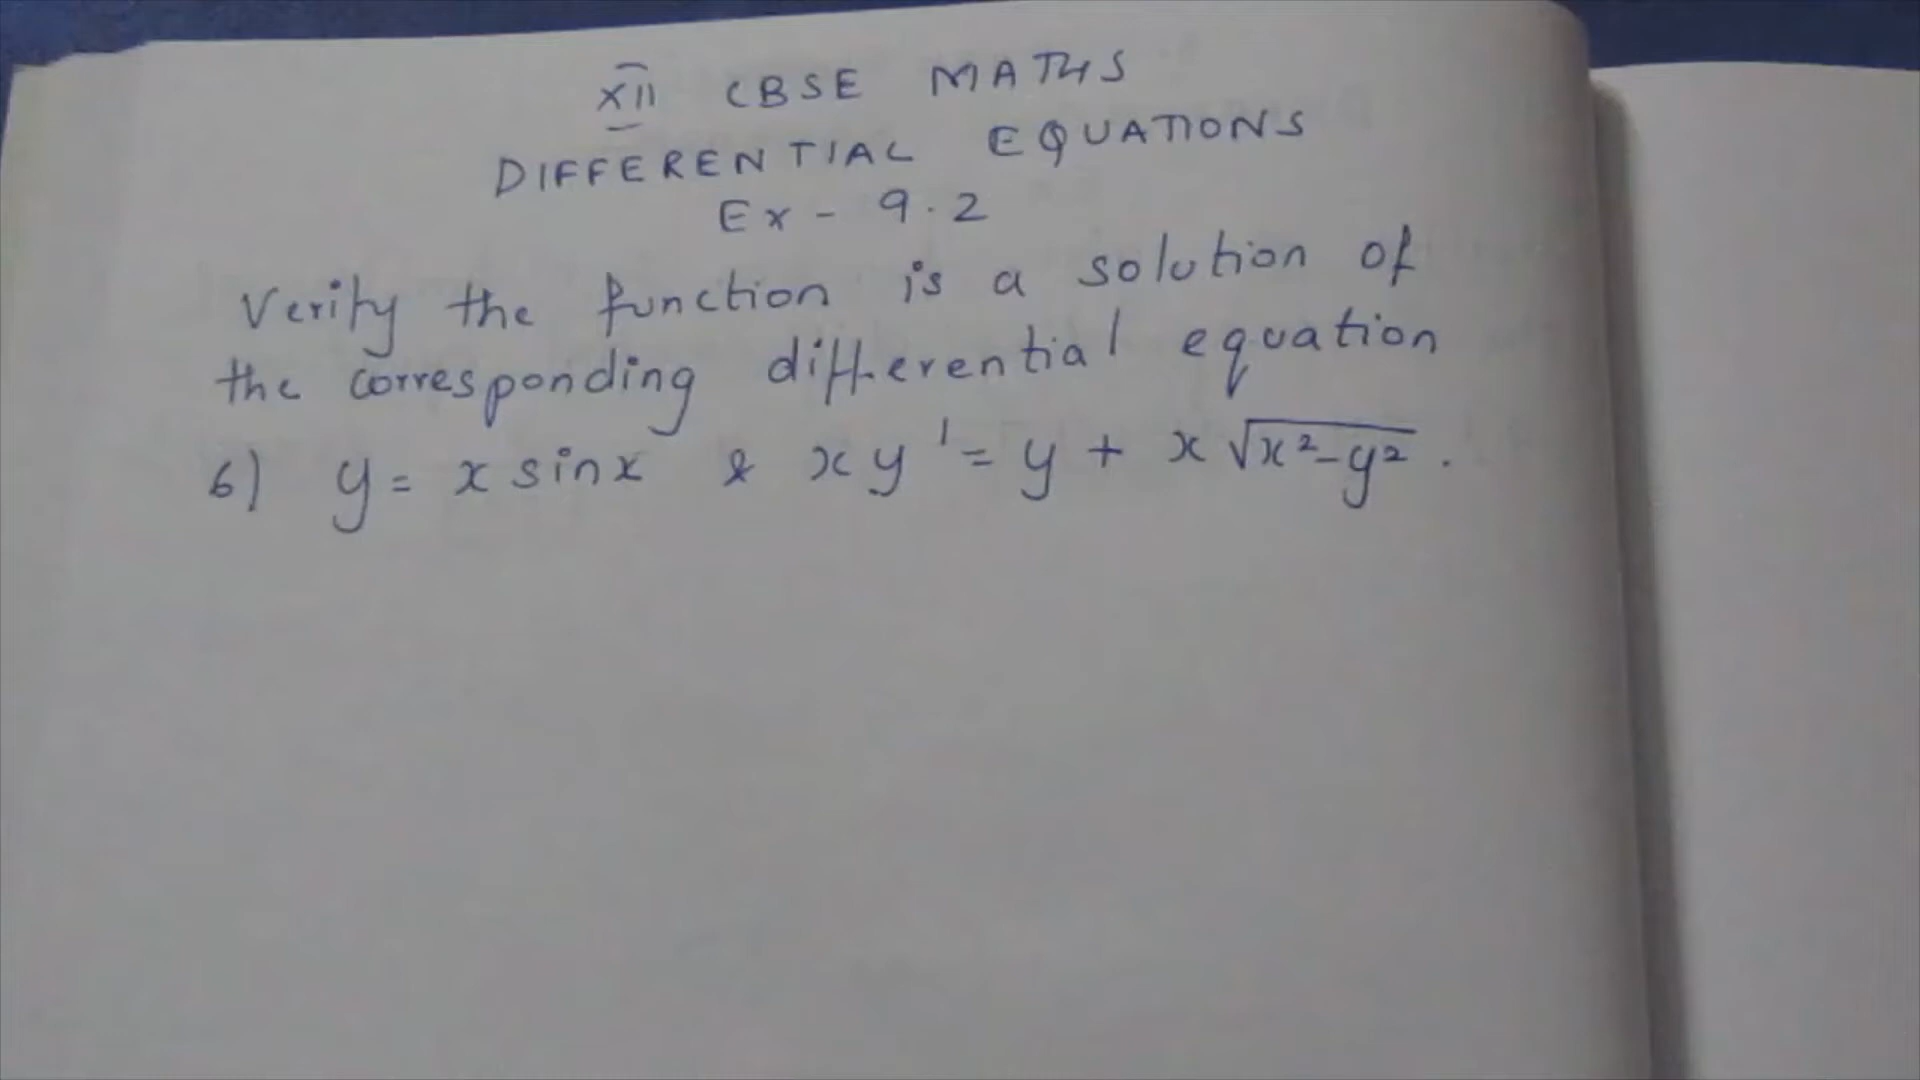 XII CBSE MATHS
DIFFERENTIAL EQUATIONS
Ex - 9.2
Verify the function is a solution of
the corresponding differential equation
6) y = x sinx & xy' = y + x √x²-y² .